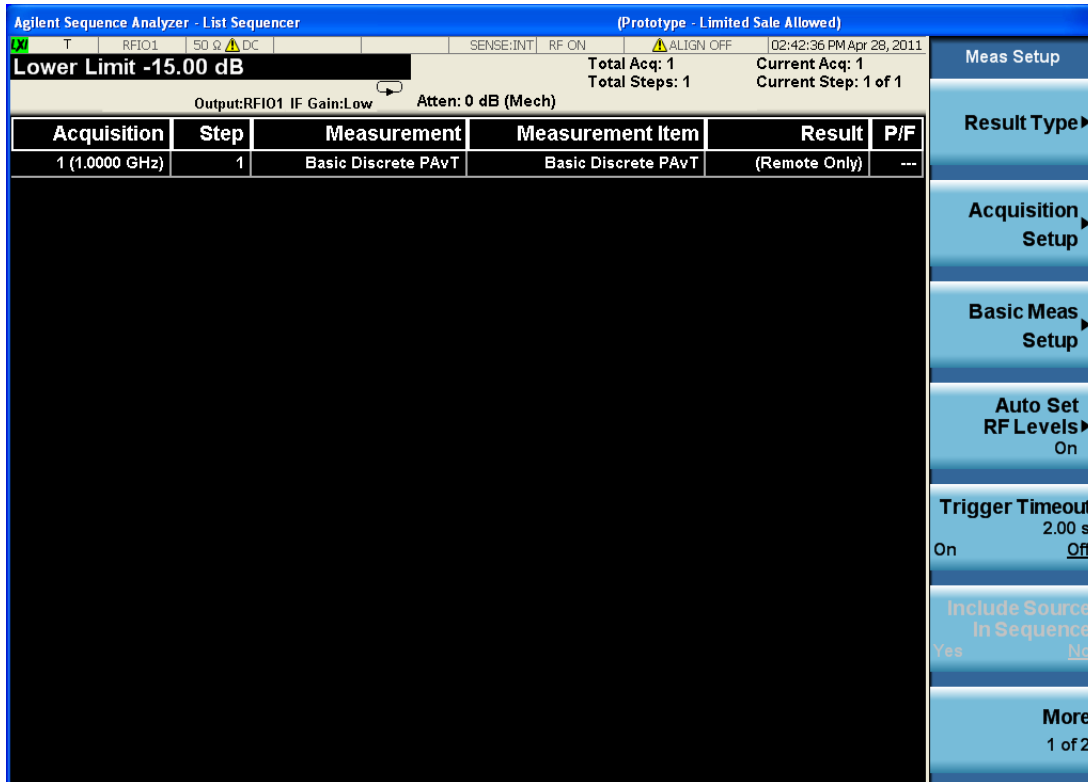 Agilent Sequence Analyzer - List Sequencer (Prototype - Limited Sale Allowed)
LXI T RFIO1 50 Ω DC SENSE:INT RF ON ALIGN OFF 02:42:36 PM Apr 28, 2011
Lower Limit -15.00 dB
Total Acq: 1 Current Acq: 1
Total Steps: 1 Current Step: 1 of 1
Output:RFIO1 IF Gain:Low Atten: 0 dB (Mech)
Acquisition Step Measurement Measurement Item Result P/F
1 (1.0000 GHz) 1 Basic Discrete PAvT Basic Discrete PAvT (Remote Only) ---
Meas Setup
Result Type
Acquisition
Setup
Basic Meas
Setup
Auto Set
RF Levels
On
Trigger Timeout
2.00 s
On Off
Include Source
In Sequence
Yes No
More
1 of 2